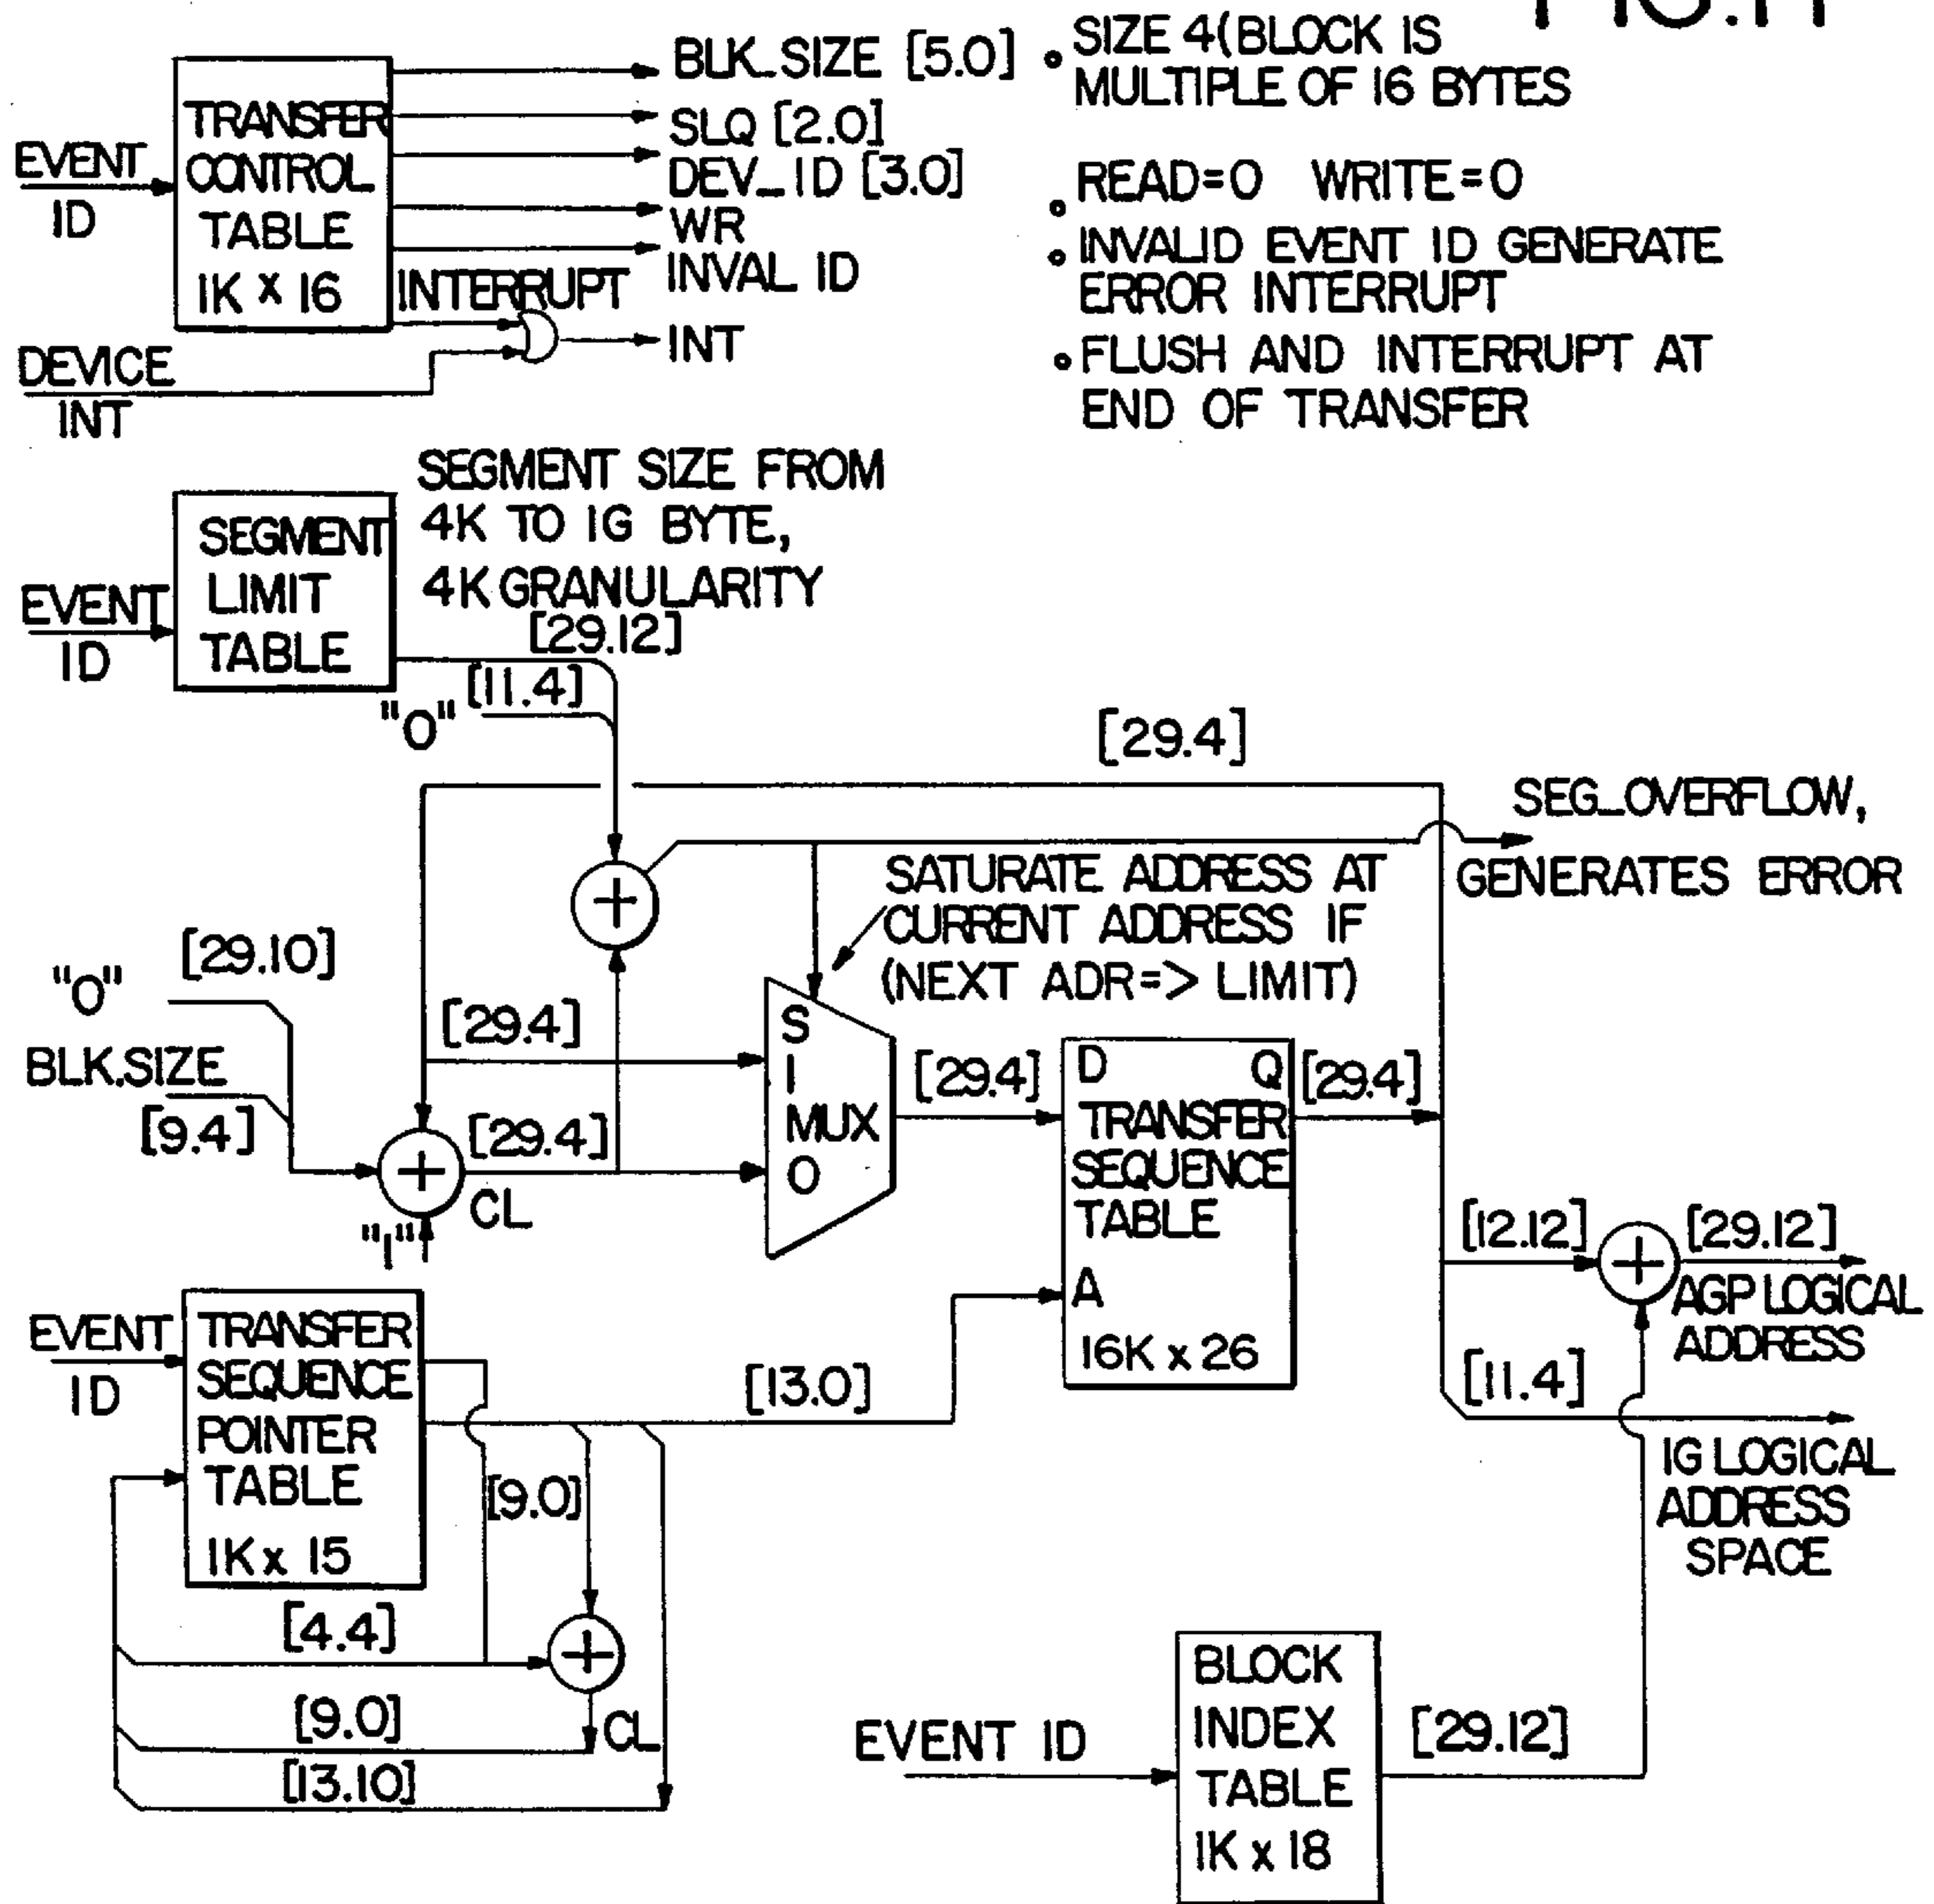 FIG. 11
BLK_SIZE [5.0]
SIZE 4(BLOCK IS
MULTIPLE OF 16 BYTES
TRANSFER
CONTROL
TABLE
1K X 16
EVENT
ID
SLQ [2.0]
DEV_ID [3.0]
WR
INVAL ID
READ=0 WRITE=0
INVALID EVENT ID GENERATE
ERROR INTERRUPT
FLUSH AND INTERRUPT AT
END OF TRANSFER
INTERRUPT
INT
DEVICE
INT
SEGMENT SIZE FROM
4K TO 1G BYTE,
4K GRANULARITY
SEGMENT
LIMIT
TABLE
EVENT
ID
[29.12]
[11.4]
"0"
[29.4]
SEG_OVERFLOW,
GENERATES ERROR
+
SATURATE ADDRESS AT
CURRENT ADDRESS IF
(NEXT ADR=> LIMIT)
"0"
[29.10]
BLK.SIZE
[9.4]
[29.4]
+
[29.4]
CL
"1"
S
1
MUX
0
[29.4]
D Q
TRANSFER
SEQUENCE
TABLE
A
16K x 26
[29.4]
[12.12]
+
[29.12]
AGP LOGICAL
ADDRESS
[11.4]
1G LOGICAL
ADDRESS
SPACE
EVENT
ID
TRANSFER
SEQUENCE
POINTER
TABLE
1K x 15
[13.0]
[9.0]
[4.4]
+
[9.0]
CL
[13.10]
EVENT ID
BLOCK
INDEX
TABLE
1K x 18
[29.12]